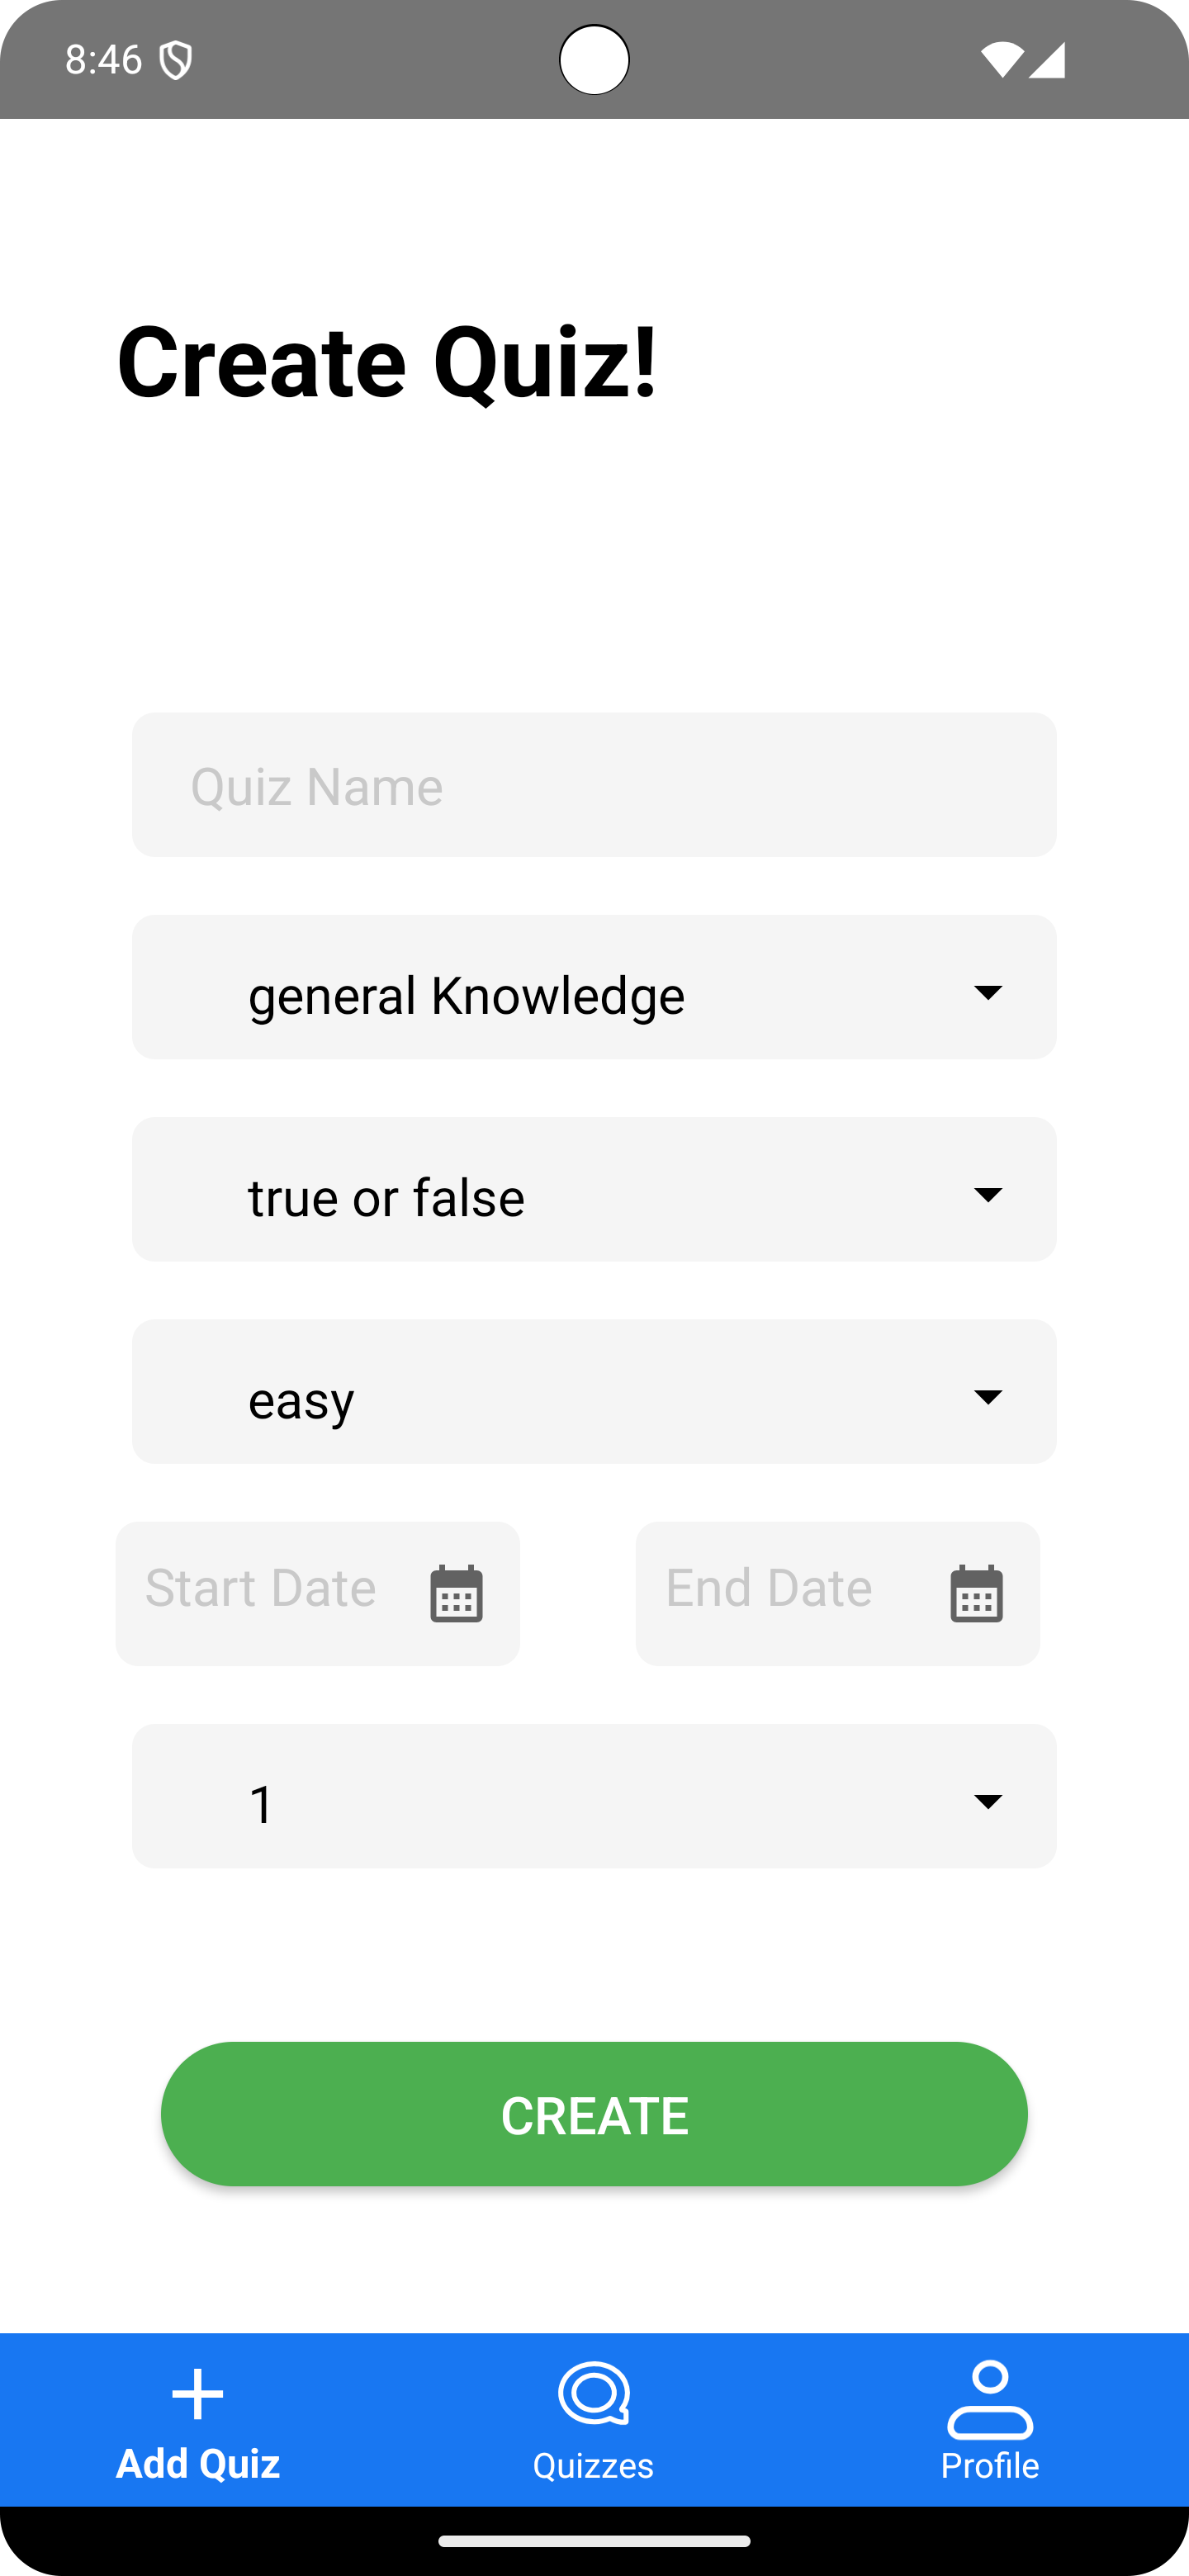 8:46
Create Quiz!
Quiz Name
general Knowledge
true or false
easy
Start Date
End Date
1
CREATE
Add Quiz
Quizzes
Profile